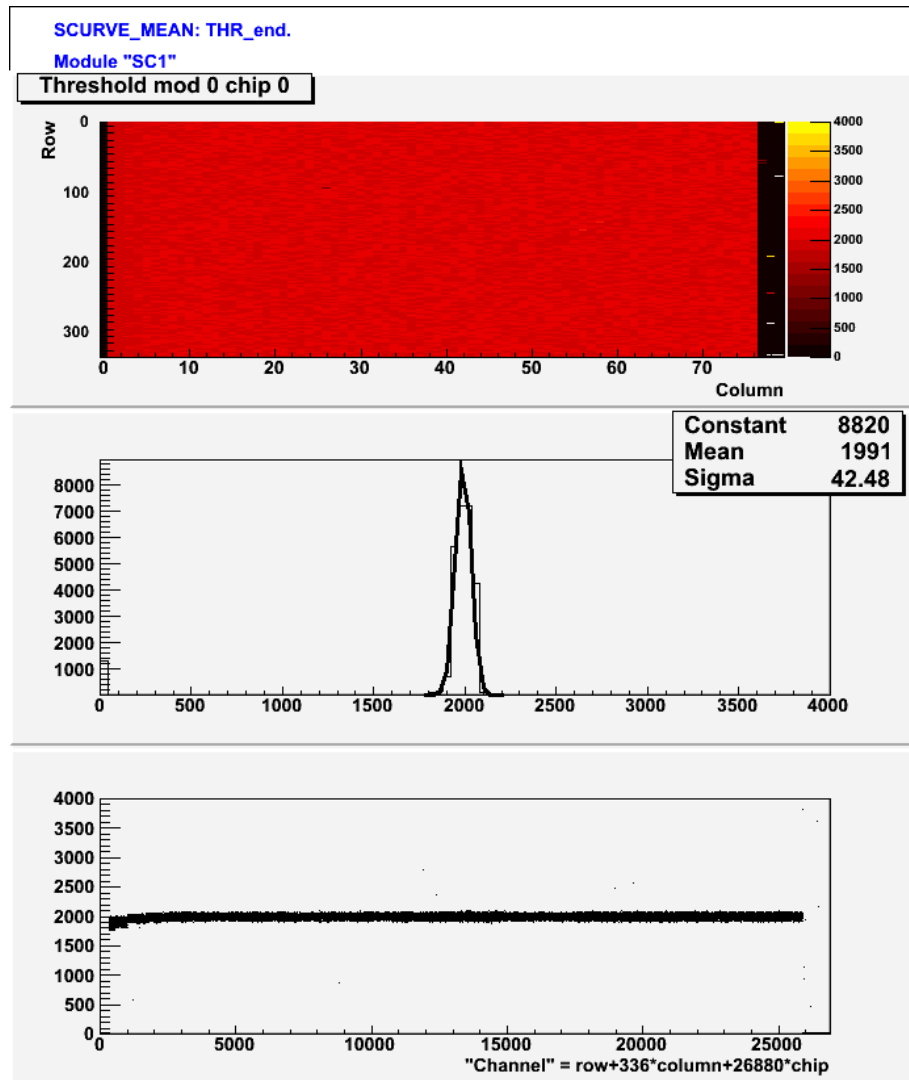 SCURVE_MEAN: THR_end.
Module "SC1"
Threshold mod 0 chip 0
Row
0
100
200
300
0 10 20 30 40 50 60 70
Column
4000
3500
3000
2500
2000
1500
1000
500
0
Constant 8820
Mean 1991
Sigma 42.48
8000
7000
6000
5000
4000
3000
2000
1000
0 500 1000 1500 2000 2500 3000 3500 4000
4000
3500
3000
2500
2000
1500
1000
500
0
0 5000 10000 15000 20000 25000
"Channel" = row+336*column+26880*chip